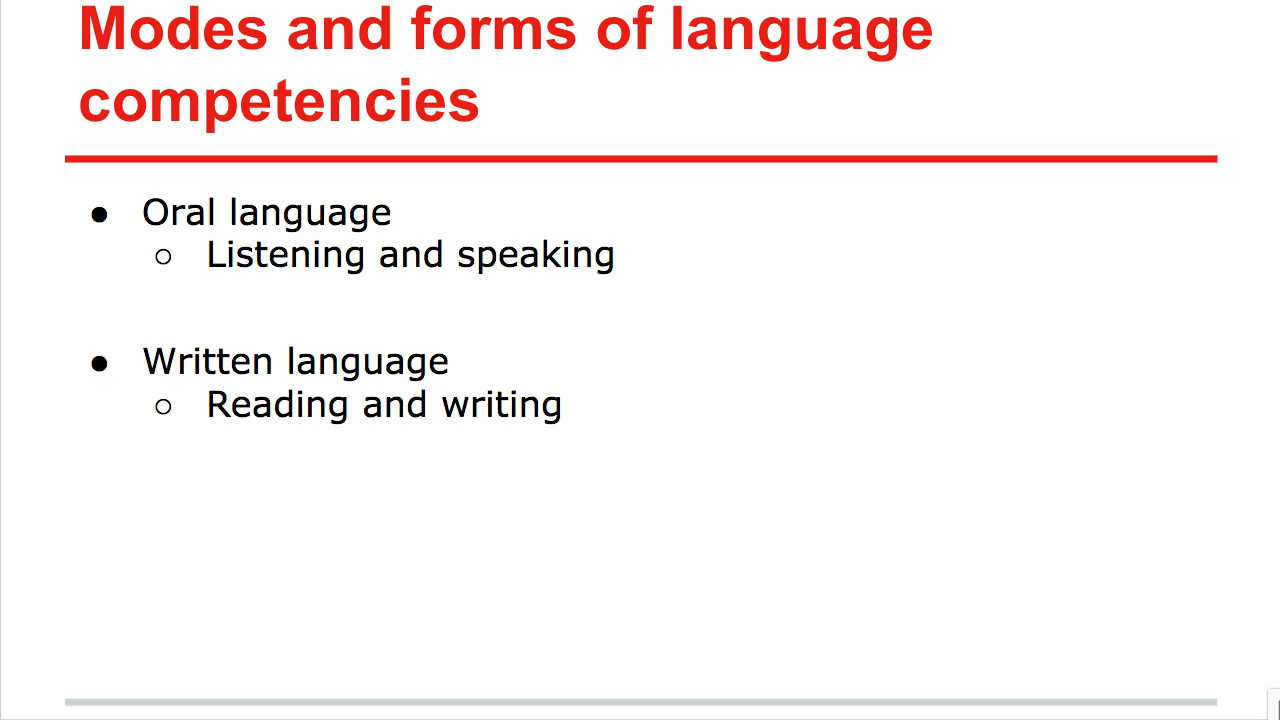 Modes and forms of language
competencies
● Oral language
○ Listening and speaking
● Written language
○ Reading and writing